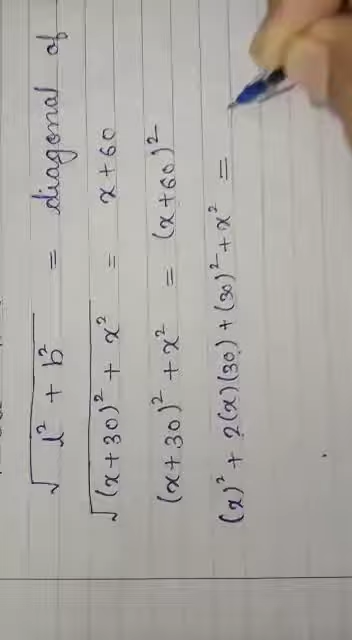 √(l² + b²) = diagonal of
√((x+30)² + x²) = x+60
(x+30)² + x² = (x+60)²
(x)² + 2(x)(30) + (30)² + x² =